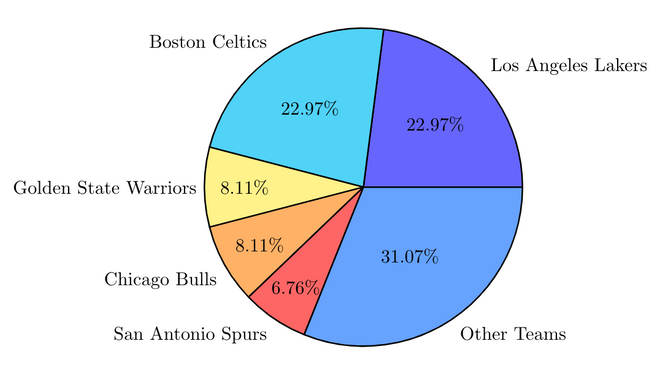 Boston Celtics
Los Angeles Lakers
22.97%
22.97%
Golden State Warriors
8.11%
8.11%
31.07%
Chicago Bulls
6.76%
San Antonio Spurs
Other Teams